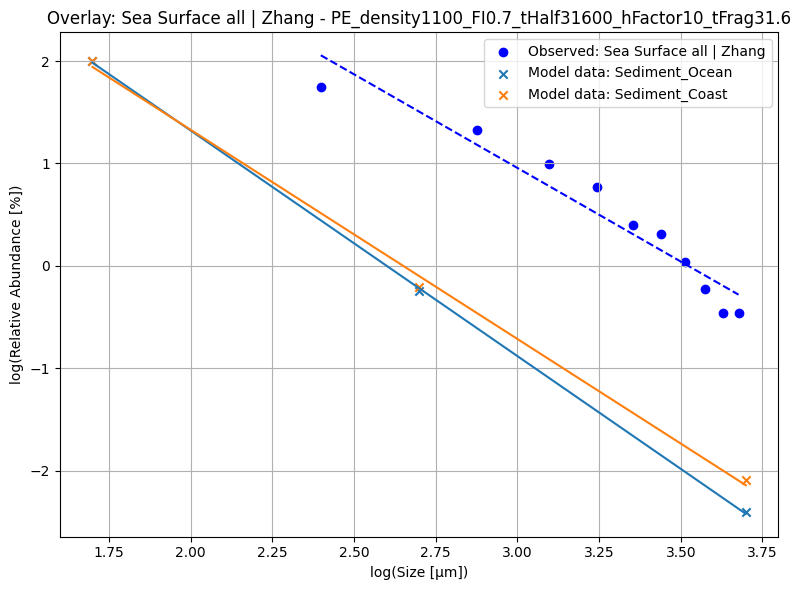 Overlay: Sea Surface all | Zhang - PE_density1100_FI0.7_tHalf31600_hFactor10_tFrag31.6
Observed: Sea Surface all | Zhang
Model data: Sediment_Ocean
Model data: Sediment_Coast
log(Relative Abundance [%])
2
1
0
−1
−2
1.75 2.00 2.25 2.50 2.75 3.00 3.25 3.50 3.75
log(Size [µm])